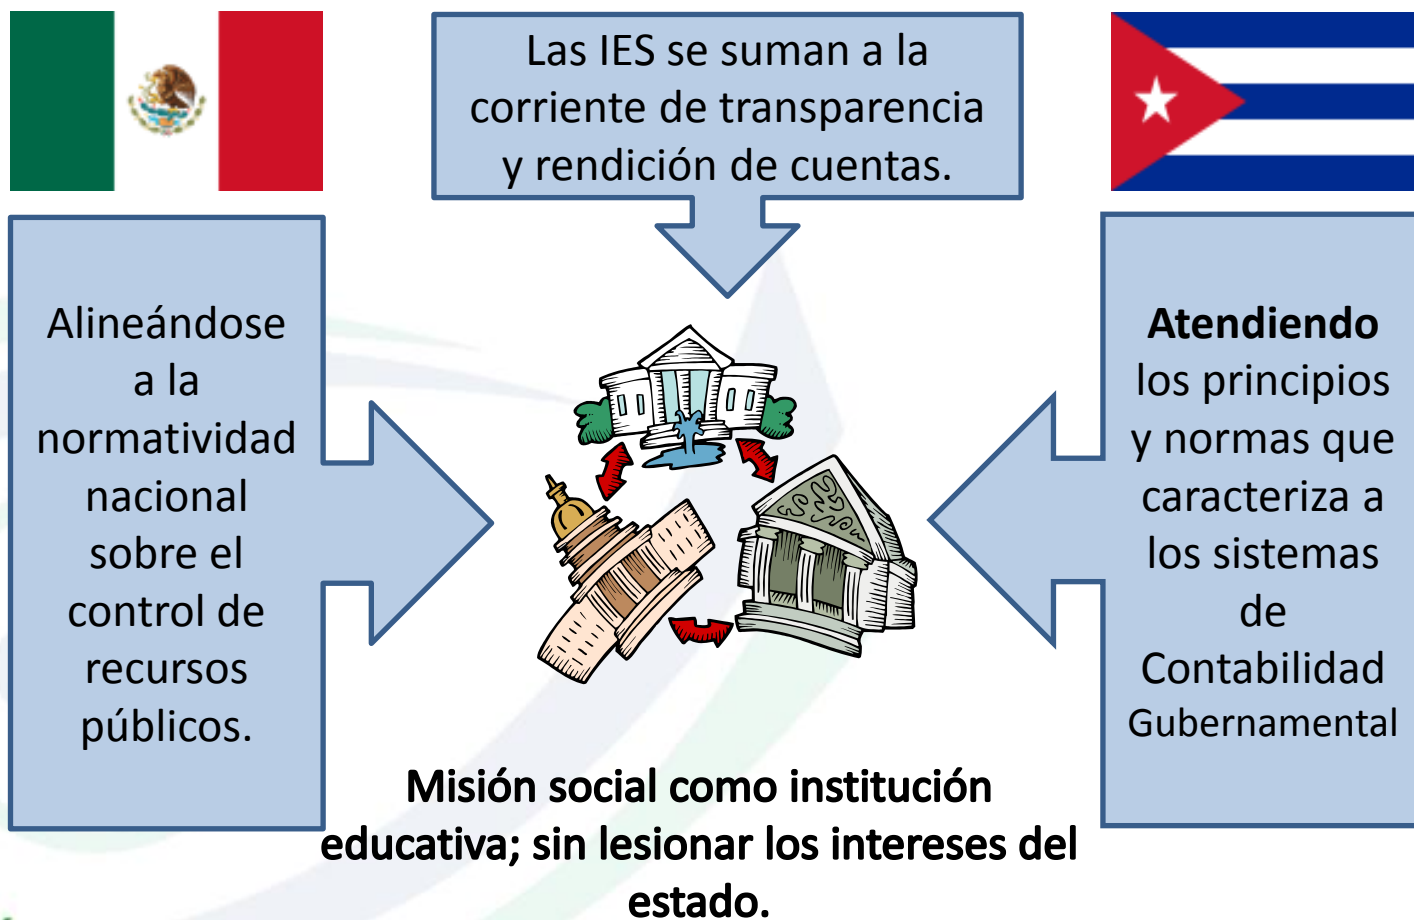 Las IES se suman a la
corriente de transparencia
y rendición de cuentas.
Alineándose
a la
normatividad
nacional
sobre el
control de
recursos
públicos.
Atendiendo
los principios
y normas que
caracteriza a
los sistemas
de
Contabilidad
Gubernamental
Misión social como institución
educativa; sin lesionar los intereses del
estado.